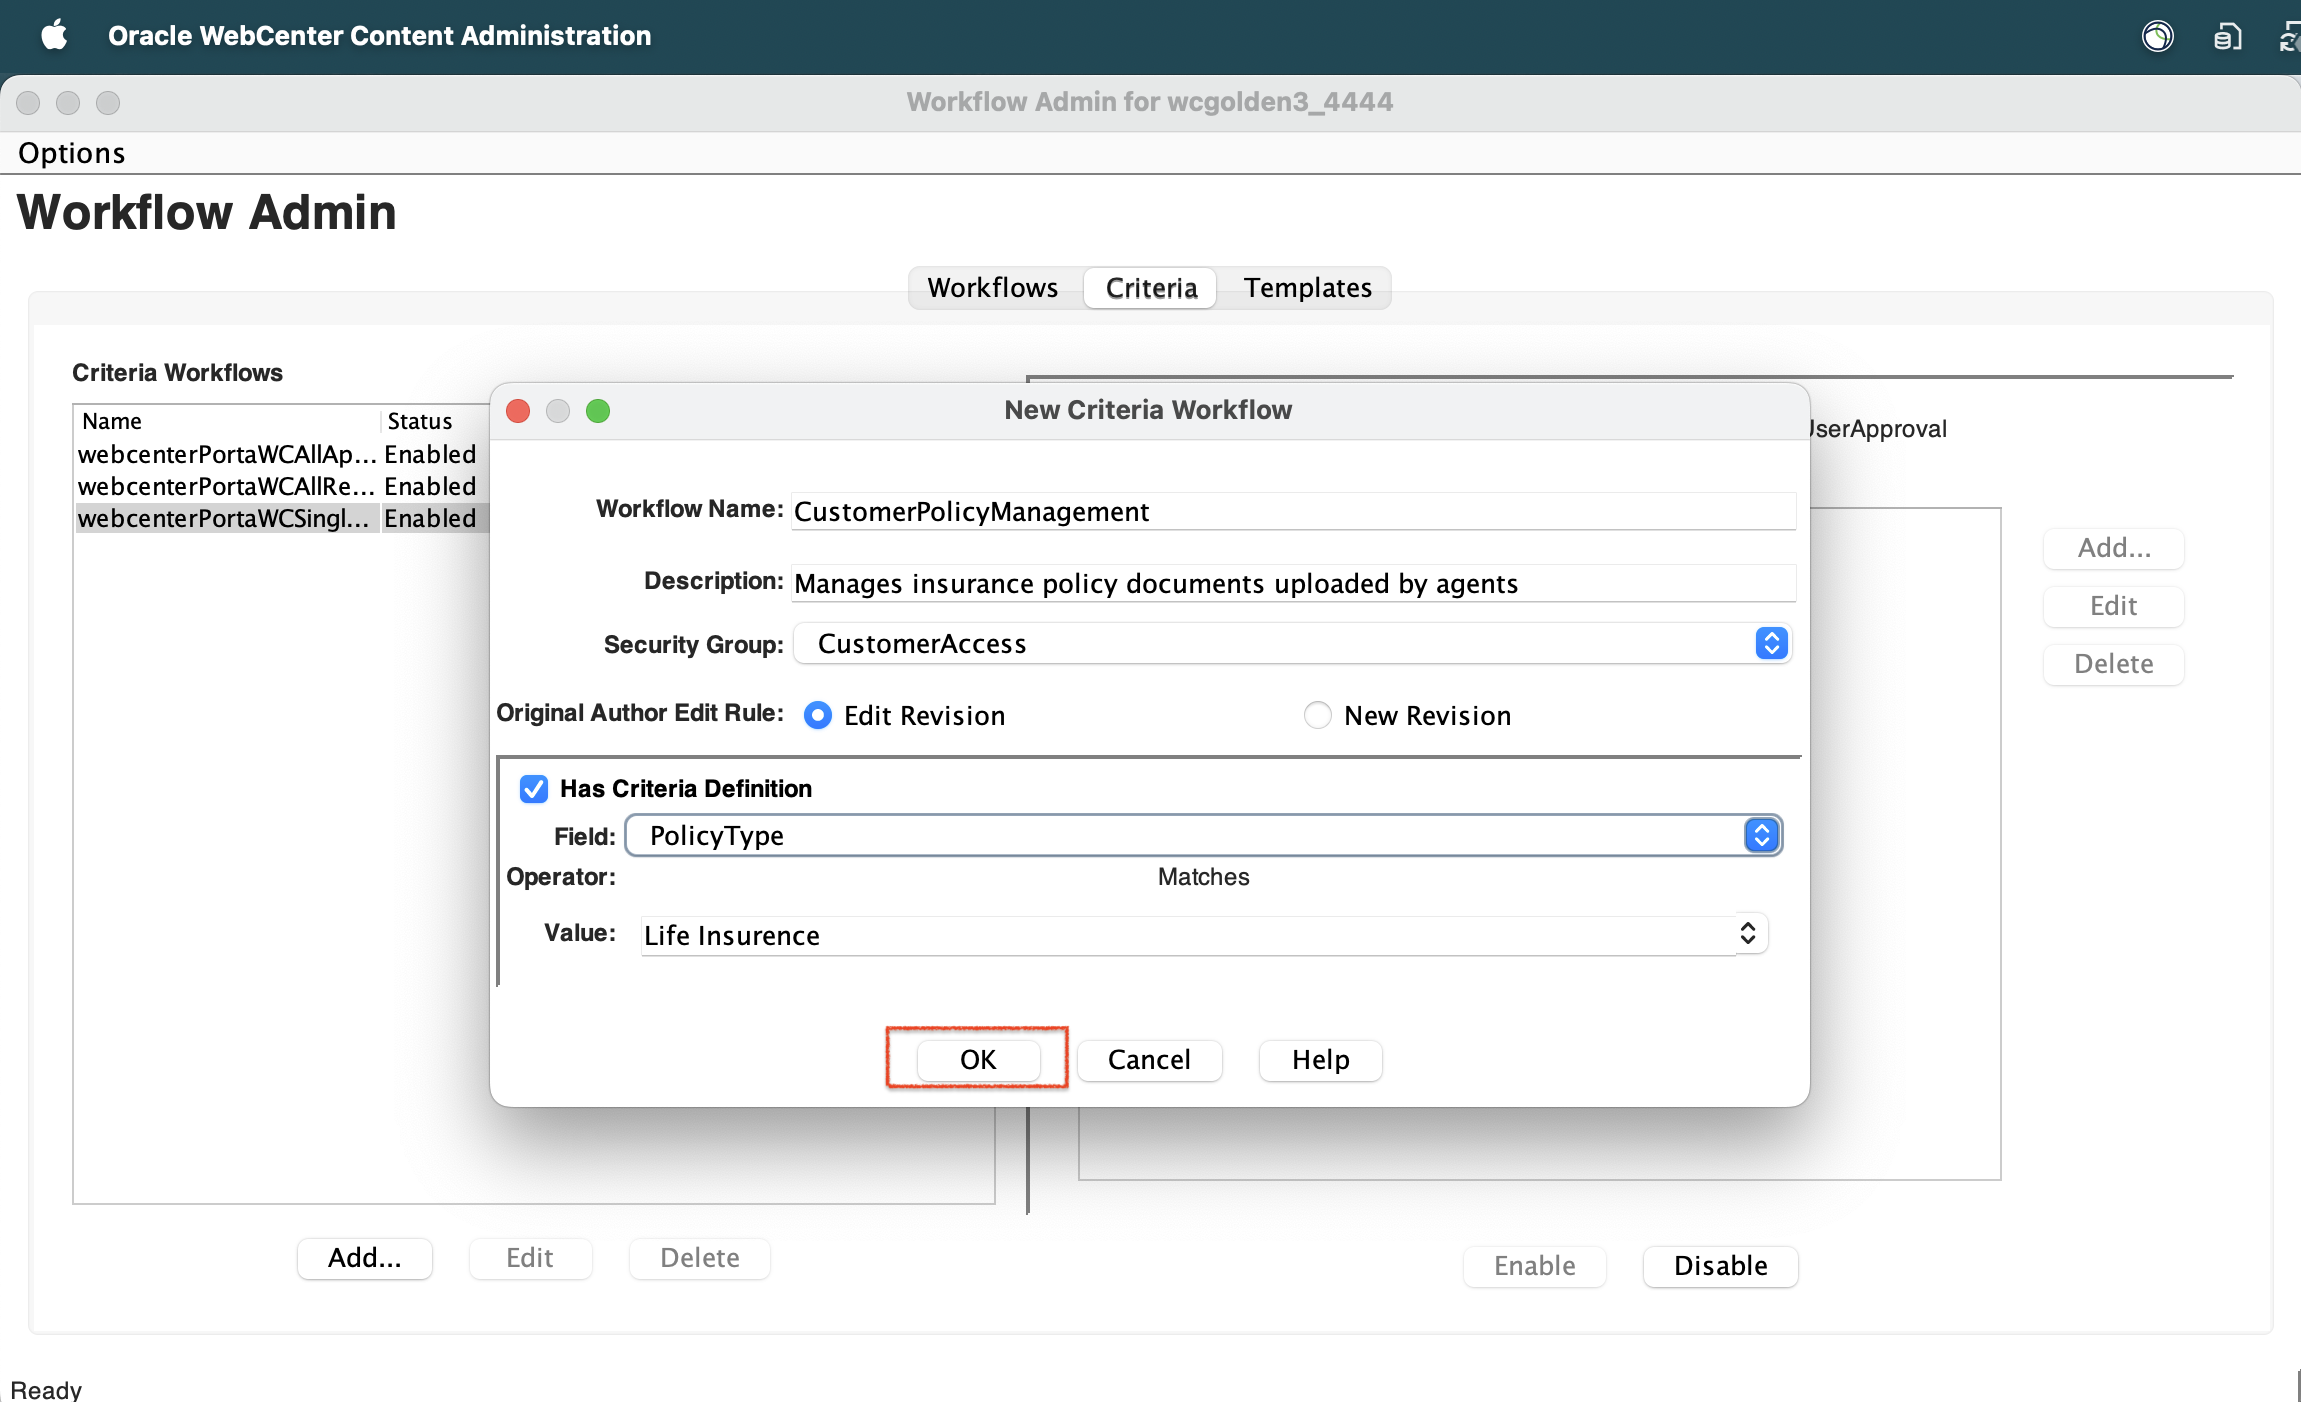 Oracle WebCenter Content Administration
Workflow Admin for wcgolden3_4444
Options
Workflow Admin
Workflows Criteria Templates
Criteria Workflows
Name Status
webcenterPortaWCAllAp... Enabled
webcenterPortaWCAllRe... Enabled
webcenterPortaWCSingl... Enabled
New Criteria Workflow
Workflow Name: CustomerPolicyManagement
Description: Manages insurance policy documents uploaded by agents
Security Group: CustomerAccess
Original Author Edit Rule: Edit Revision New Revision
Has Criteria Definition
Field: PolicyType
Operator: Matches
Value: Life Insurence
OK Cancel Help
UserApproval
Add...
Edit
Delete
Add... Edit Delete
Enable Disable
Ready